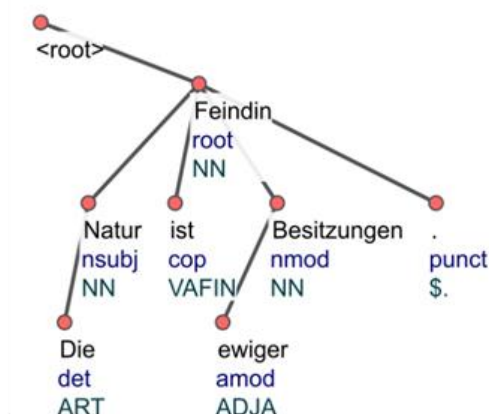 <root>
Feindin
root
NN
Natur ist Besitzungen .
nsubj cop nmod punct
NN VAFIN NN $.
Die ewiger
det amod
ART ADJA